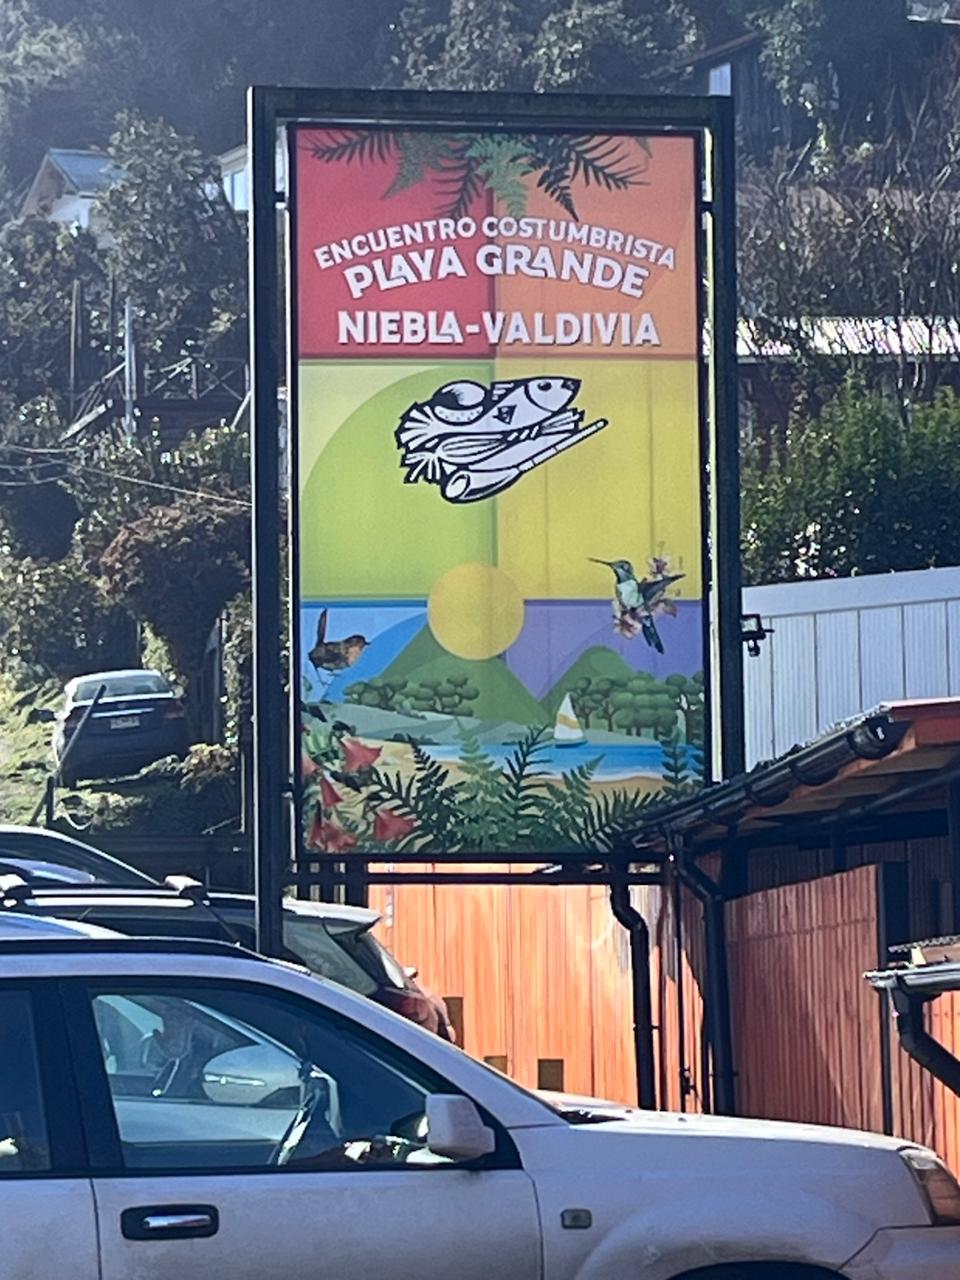 ENCUENTRO COSTUMBRISTA
PLAYA GRANDE
NIEBLA-VALDIVIA